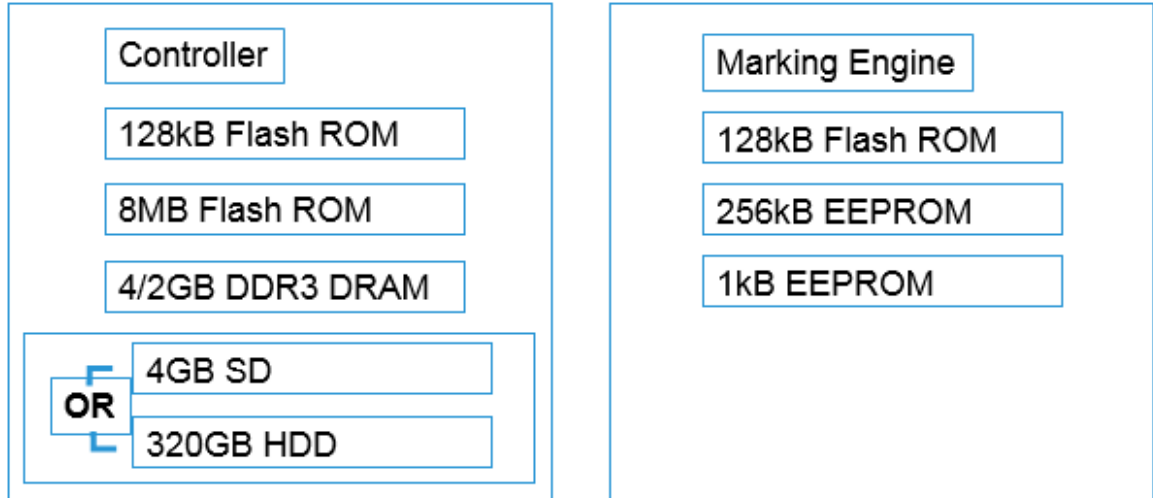 Controller
128kB Flash ROM
8MB Flash ROM
4/2GB DDR3 DRAM
4GB SD
OR
320GB HDD
Marking Engine
128kB Flash ROM
256kB EEPROM
1kB EEPROM